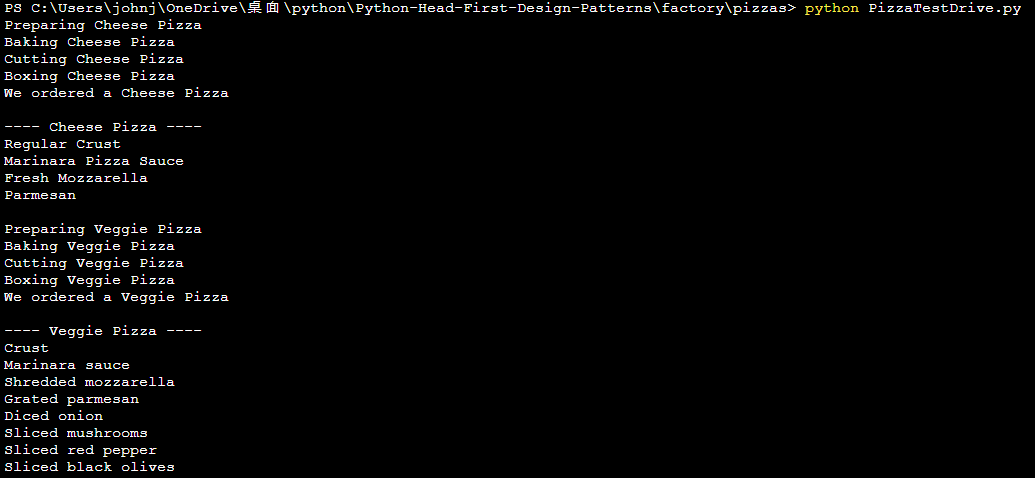 PS C:\Users\johnj\OneDrive\桌面\python\Python-Head-First-Design-Patterns\factory\pizzas> python PizzaTestDrive.py
Preparing Cheese Pizza
Baking Cheese Pizza
Cutting Cheese Pizza
Boxing Cheese Pizza
We ordered a Cheese Pizza
---- Cheese Pizza ----
Regular Crust
Marinara Pizza Sauce
Fresh Mozzarella
Parmesan
Preparing Veggie Pizza
Baking Veggie Pizza
Cutting Veggie Pizza
Boxing Veggie Pizza
We ordered a Veggie Pizza
---- Veggie Pizza ----
Crust
Marinara sauce
Shredded mozzarella
Grated parmesan
Diced onion
Sliced mushrooms
Sliced red pepper
Sliced black olives